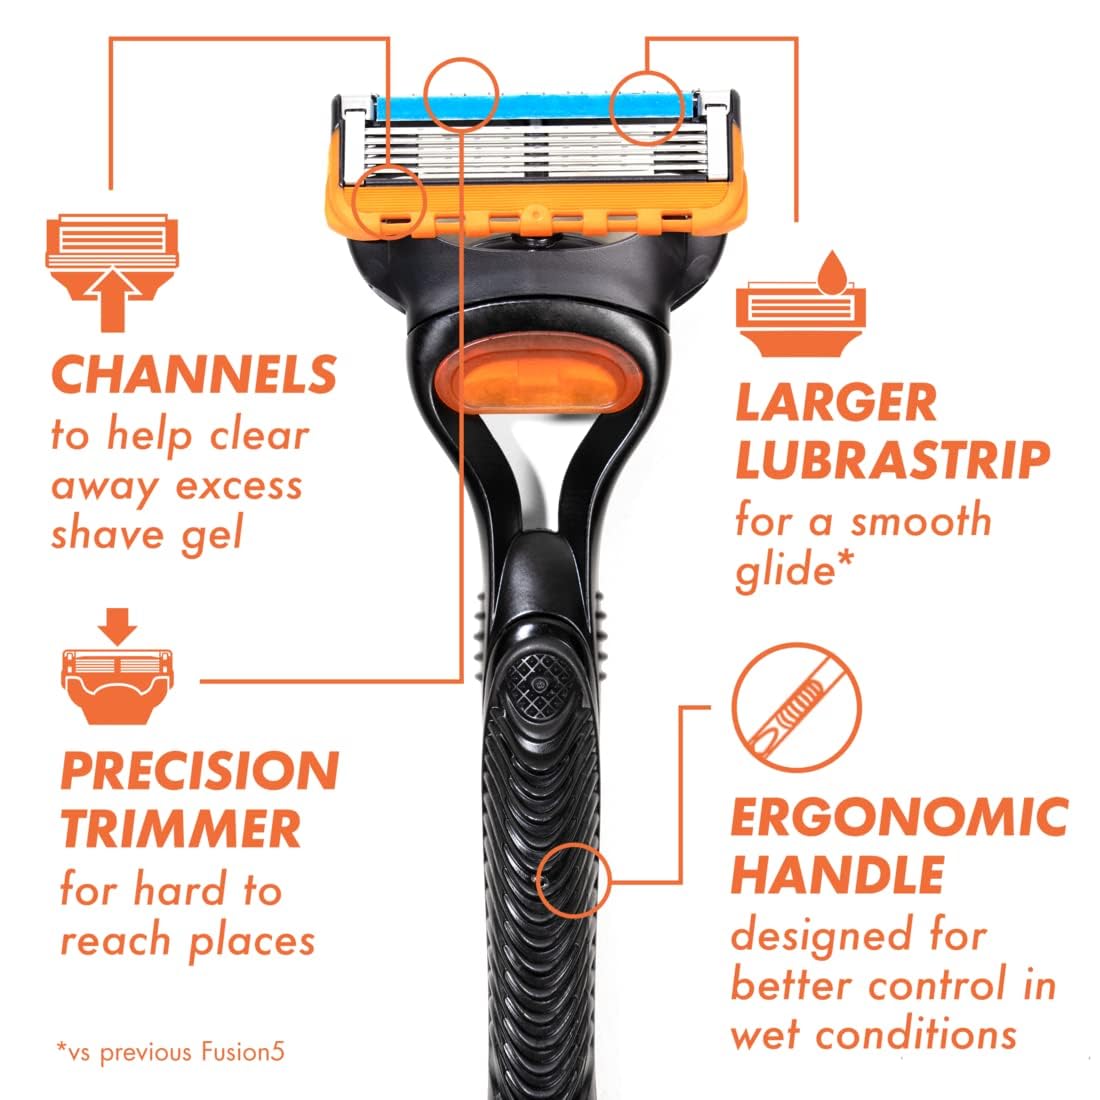 CHANNELS
to help clear
away excess
shave gel
LARGER
LUBRASTRIP
for a smooth
glide*
PRECISION
TRIMMER
for hard to
reach places
ERGONOMIC
HANDLE
designed for
better control in
wet conditions
*vs previous Fusion5